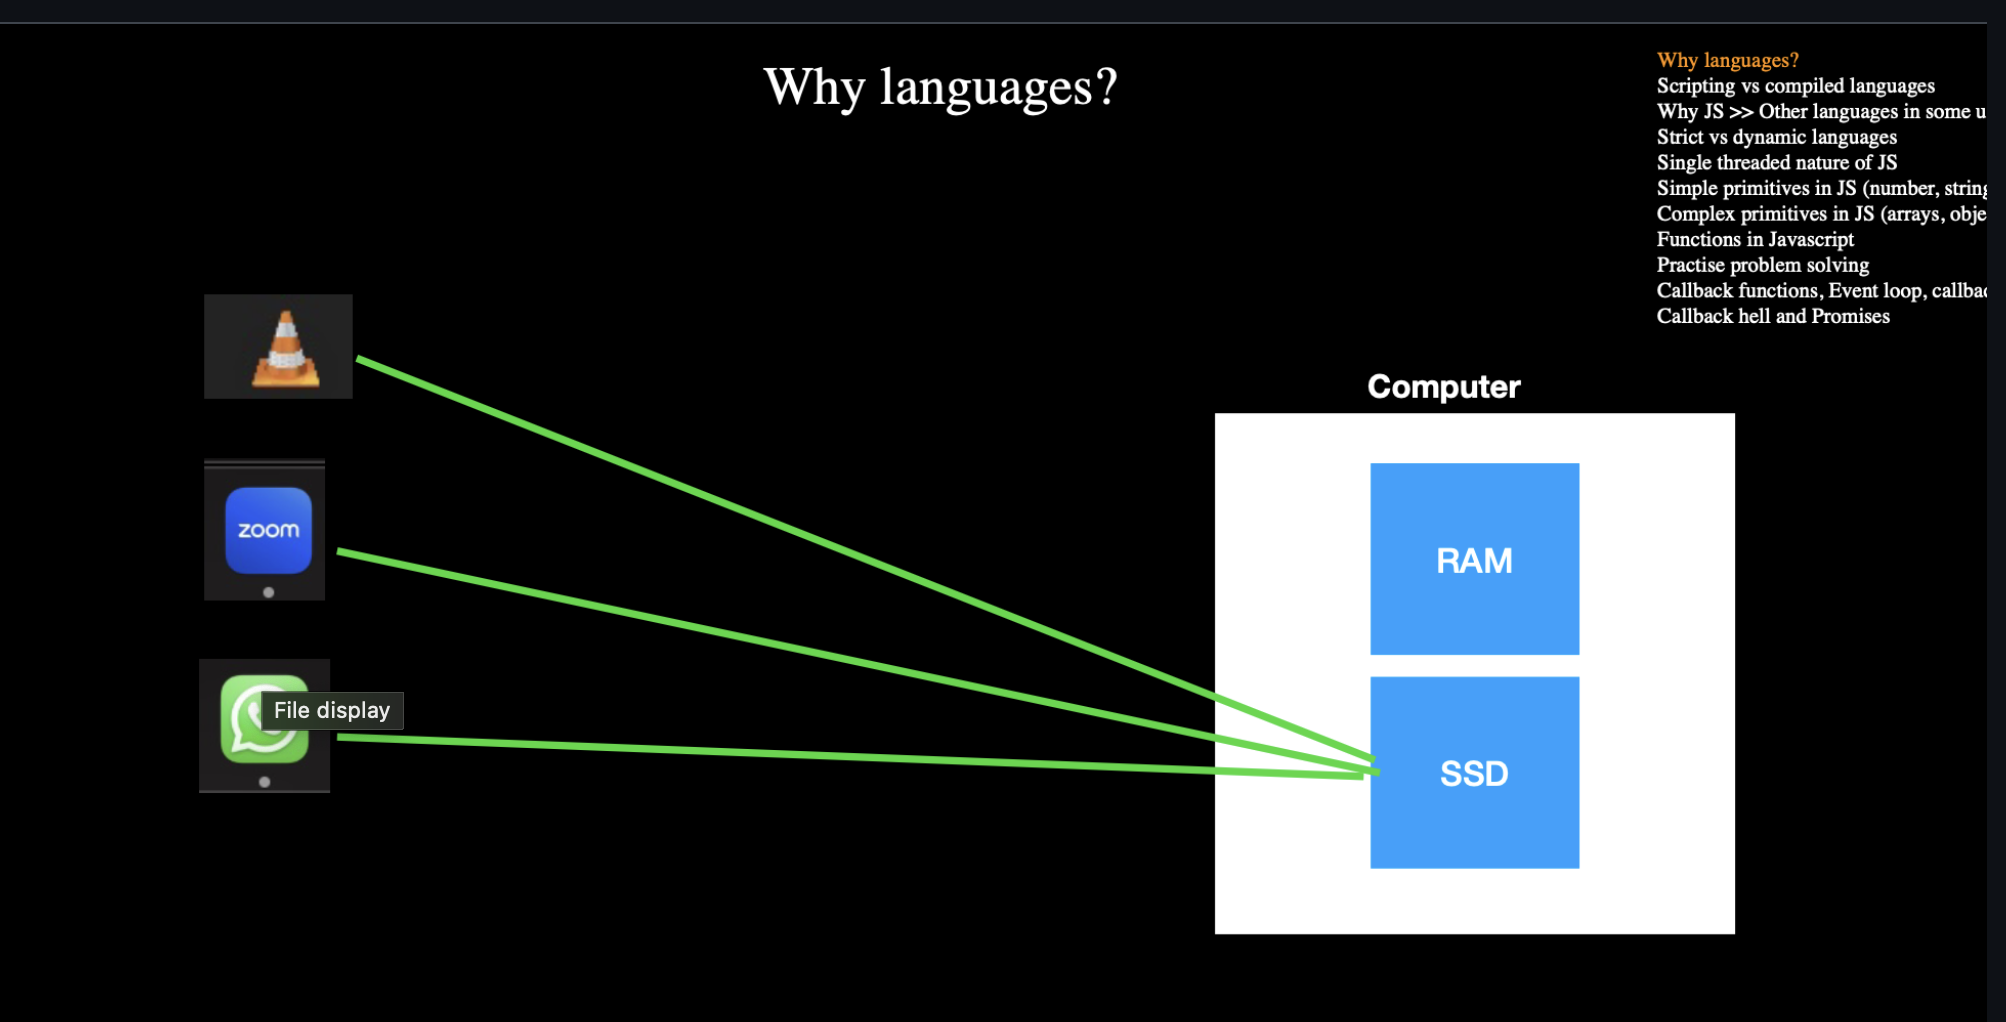 Why languages?
Why languages?
Scripting vs compiled languages
Why JS >> Other languages in some u
Strict vs dynamic languages
Single threaded nature of JS
Simple primitives in JS (number, string
Complex primitives in JS (arrays, obje
Functions in Javascript
Practise problem solving
Callback functions, Event loop, callbac
Callback hell and Promises
Computer
RAM
zoom
File display
SSD